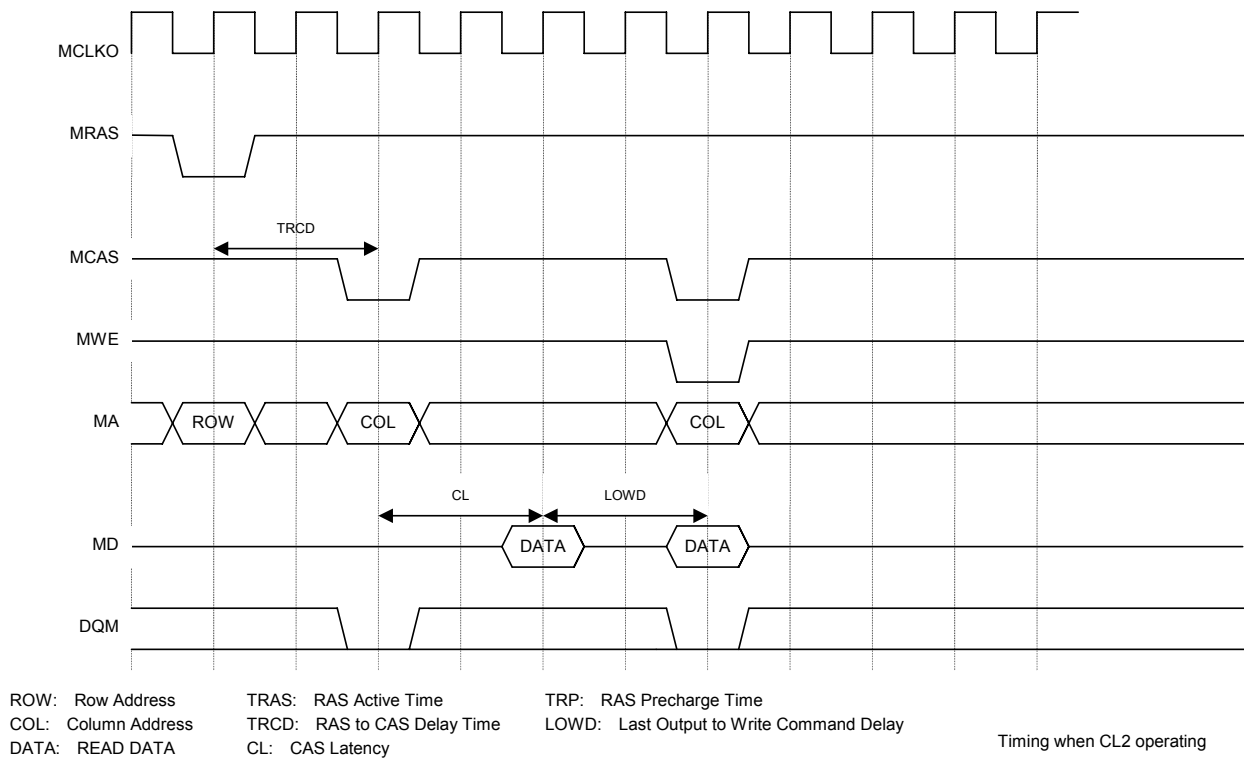 MCLKO
MRAS
TRCD
MCAS
MWE
MA ROW COL COL
CL LOWD
MD DATA DATA
DQM
ROW: Row Address TRAS: RAS Active Time TRP: RAS Precharge Time
COL: Column Address TRCD: RAS to CAS Delay Time LOWD: Last Output to Write Command Delay
DATA: READ DATA CL: CAS Latency
Timing when CL2 operating